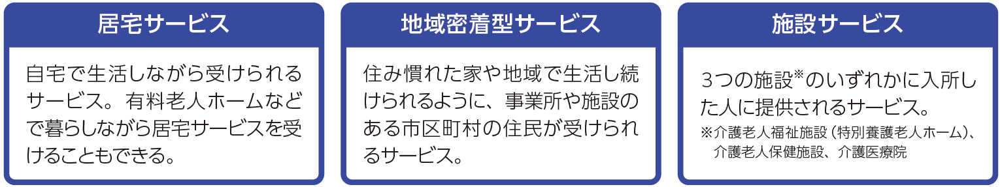 居宅サービス
自宅で生活しながら受けられる
サービス。有料老人ホームなど
で暮らしながら居宅サービスを受
けることもできる。
地域密着型サービス
住み慣れた家や地域で生活し続
けられるように、事業所や施設の
ある市区町村の住民が受けられ
るサービス。
施設サービス
3つの施設※のいずれかに入所し
た人に提供されるサービス。
※介護老人福祉施設(特別養護老人ホーム)、
介護老人保健施設、介護医療院